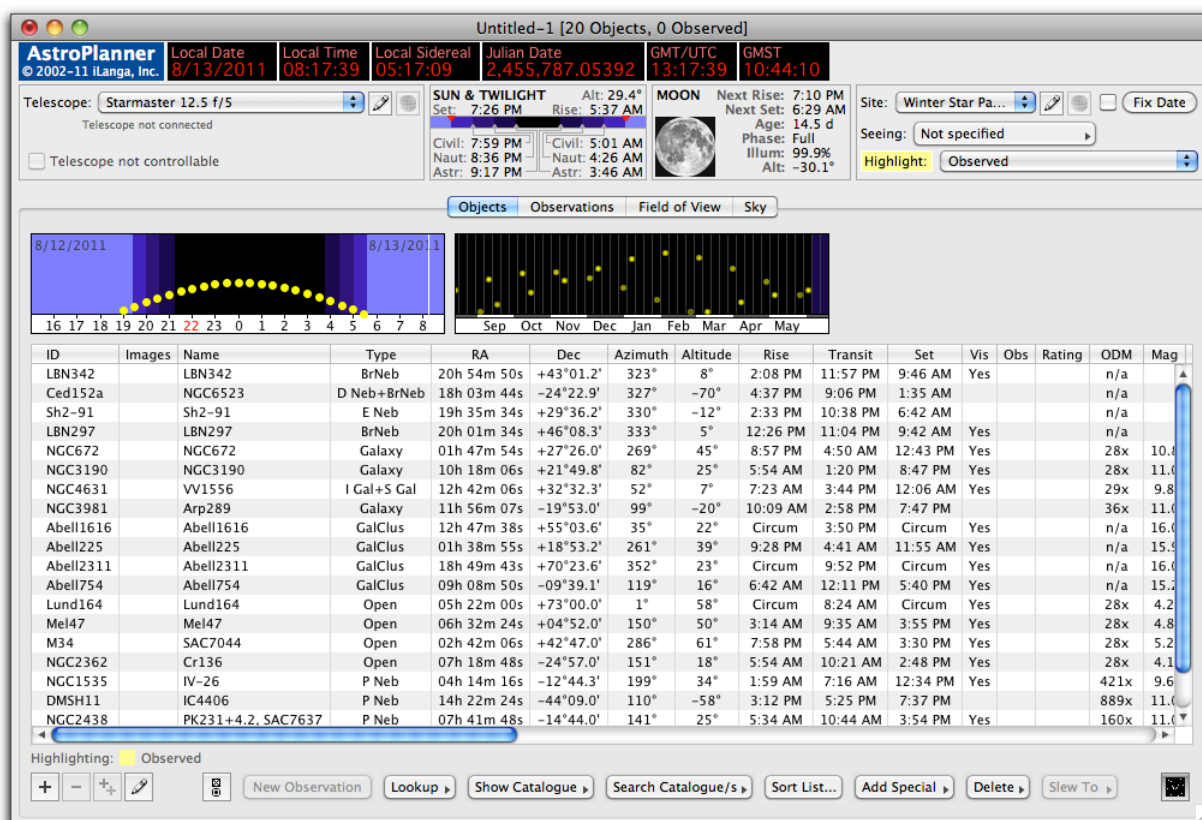 Untitled-1 [20 Objects, 0 Observed]
AstroPlanner
© 2002-11 iLanga, Inc.
Local Date Local Time Local Sidereal Julian Date GMT/UTC GMST
8/13/2011 08:17:39 05:17:09 2,455,787.05392 13:17:39 10:44:10
Telescope: Starmaster 12.5 f/5
Telescope not connected
Telescope not controllable
SUN & TWILIGHT Alt: 29.4°
Set: 7:26 PM Rise: 5:37 AM
Civil: 7:59 PM Civil: 5:01 AM
Naut: 8:36 PM Naut: 4:26 AM
Astr: 9:17 PM Astr: 3:46 AM
MOON Next Rise: 7:10 PM
Next Set: 6:29 AM
Age: 14.5 d
Phase: Full
Illum: 99.9%
Alt: -30.1°
Site: Winter Star Pa... Fix Date
Seeing: Not specified
Highlight: Observed
Objects Observations Field of View Sky
8/12/2011 8/13/2011
16 17 18 19 20 21 22 23 0 1 2 3 4 5 6 7 8
Sep Oct Nov Dec Jan Feb Mar Apr May
ID Images Name Type RA Dec Azimuth Altitude Rise Transit Set Vis Obs Rating ODM Mag
LBN342 LBN342 BrNeb 20h 54m 50s +43°01.2' 323° 8° 2:08 PM 11:57 PM 9:46 AM Yes n/a
Ced152a NGC6523 D Neb+BrNeb 18h 03m 44s -24°22.9' 327° -70° 4:37 PM 9:06 PM 1:35 AM n/a
Sh2-91 Sh2-91 E Neb 19h 35m 34s +29°36.2' 330° -12° 2:33 PM 10:38 PM 6:42 AM n/a
LBN297 LBN297 BrNeb 20h 01m 34s +46°08.3' 333° 5° 12:26 PM 11:04 PM 9:42 AM Yes n/a
NGC672 NGC672 Galaxy 01h 47m 54s +27°26.0' 269° 45° 8:57 PM 4:50 AM 12:43 PM Yes 28x 10.8
NGC3190 NGC3190 Galaxy 10h 18m 06s +21°49.8' 82° 25° 5:54 AM 1:20 PM 8:47 PM Yes 28x 11.0
NGC4631 VV1556 I Gal+S Gal 12h 42m 06s +32°32.3' 52° 7° 7:23 AM 3:44 PM 12:06 AM Yes 29x 9.8
NGC3981 Arp289 Galaxy 11h 56m 07s -19°53.0' 99° -20° 10:09 AM 2:58 PM 7:47 PM 36x 11.0
Abell1616 Abell1616 GalClus 12h 47m 38s +55°03.6' 35° 22° Circum 3:50 PM Circum Yes n/a 16.0
Abell225 Abell225 GalClus 01h 38m 55s +18°53.2' 261° 39° 9:28 PM 4:41 AM 11:55 AM Yes n/a 15.9
Abell2311 Abell2311 GalClus 18h 49m 43s +70°23.6' 352° 23° Circum 9:52 PM Circum Yes n/a 16.0
Abell754 Abell754 GalClus 09h 08m 50s -09°39.1' 119° 16° 6:42 AM 12:11 PM 5:40 PM Yes n/a 15.2
Lund164 Lund164 Open 05h 22m 00s +73°00.0' 1° 58° Circum 8:24 AM Circum Yes 28x 4.2
Mel47 Mel47 Open 06h 32m 24s +04°52.0' 150° 50° 3:14 AM 9:35 AM 3:55 PM Yes 28x 4.8
M34 SAC7044 Open 02h 42m 06s +42°47.0' 286° 61° 7:58 PM 5:44 AM 3:30 PM Yes 28x 5.2
NGC2362 Cr136 Open 07h 18m 48s -24°57.0' 151° 18° 5:54 AM 10:21 AM 2:48 PM Yes 28x 4.1
NGC1535 IV-26 P Neb 04h 14m 16s -12°44.3' 199° 34° 1:59 AM 7:16 AM 12:34 PM Yes 421x 9.6
DMSH11 IC4406 P Neb 14h 22m 24s -44°09.0' 110° -58° 3:12 PM 5:25 PM 7:37 PM 889x 11.0
NGC2438 PK231+4.2, SAC7637 P Neb 07h 41m 48s -14°44.0' 141° 25° 5:34 AM 10:44 AM 3:54 PM Yes 160x 11.0
Highlighting: Observed
New Observation Lookup Show Catalogue Search Catalogue/s Sort List... Add Special Delete Slew To